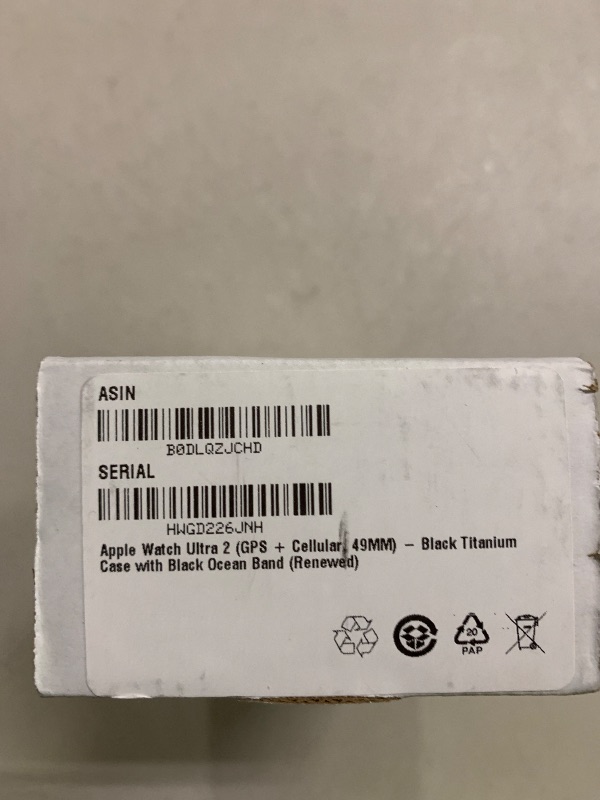 ASIN
B0DLQZJCHD
SERIAL
HWGD226JNH
Apple Watch Ultra 2 (GPS + Cellular, 49MM) – Black Titanium
Case with Black Ocean Band (Renewed)
20
PAP